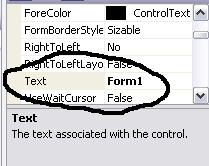 ForeColor ControlText
FormBorderStyle Sizable
RightToLeft No
RightToLeftLayo False
Text Form1
UseWaitCursor False
Text
The text associated with the control.